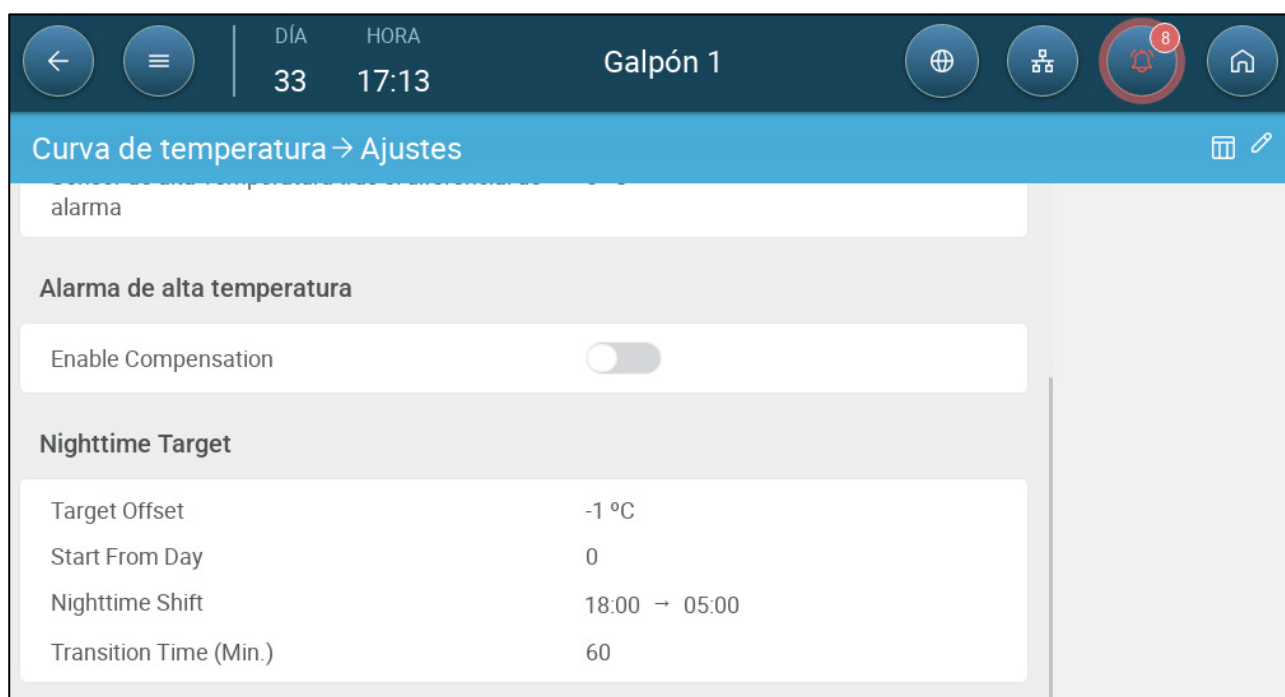 DÍA HORA
33 17:13
Galpón 1
8
Curva de temperatura → Ajustes
alarma
Alarma de alta temperatura
Enable Compensation
Nighttime Target
Target Offset -1 ºC
Start From Day 0
Nighttime Shift 18:00 → 05:00
Transition Time (Min.) 60